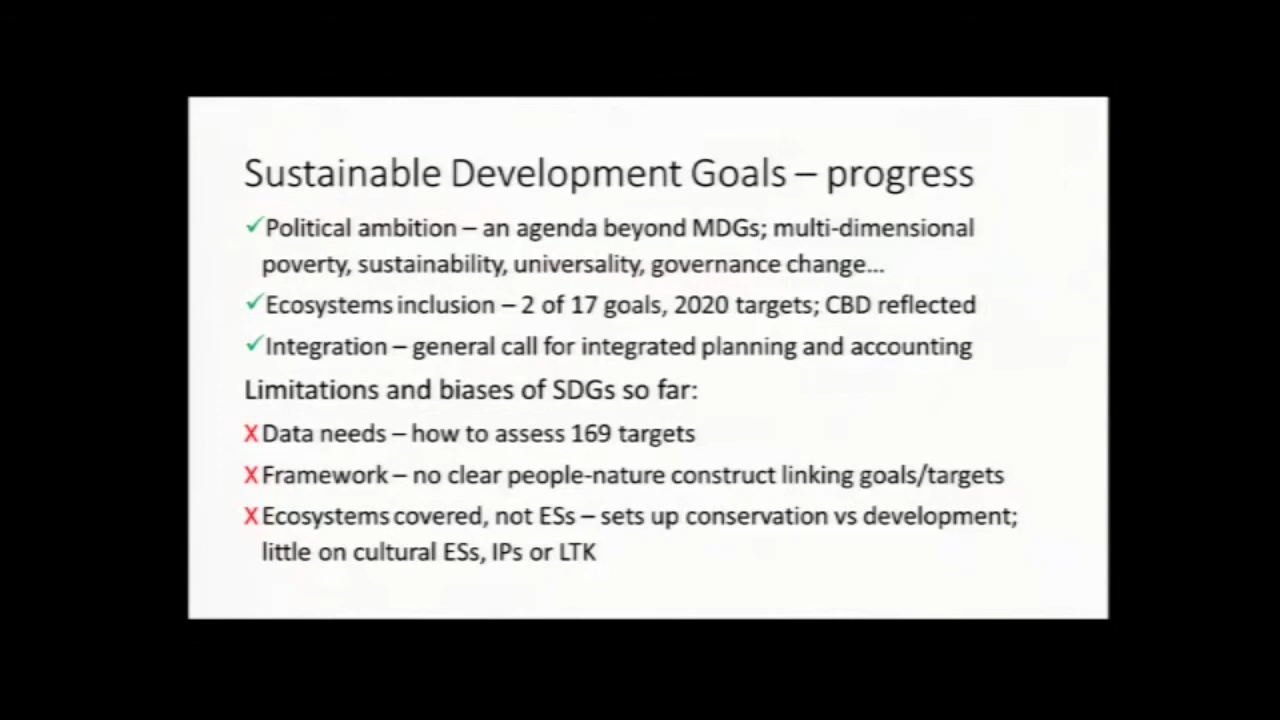 Sustainable Development Goals – progress
✓Political ambition – an agenda beyond MDGs; multi-dimensional
poverty, sustainability, universality, governance change...
✓Ecosystems inclusion – 2 of 17 goals, 2020 targets; CBD reflected
✓Integration – general call for integrated planning and accounting
Limitations and biases of SDGs so far:
X Data needs – how to assess 169 targets
X Framework – no clear people-nature construct linking goals/targets
X Ecosystems covered, not ESs – sets up conservation vs development;
little on cultural ESs, IPs or LTK